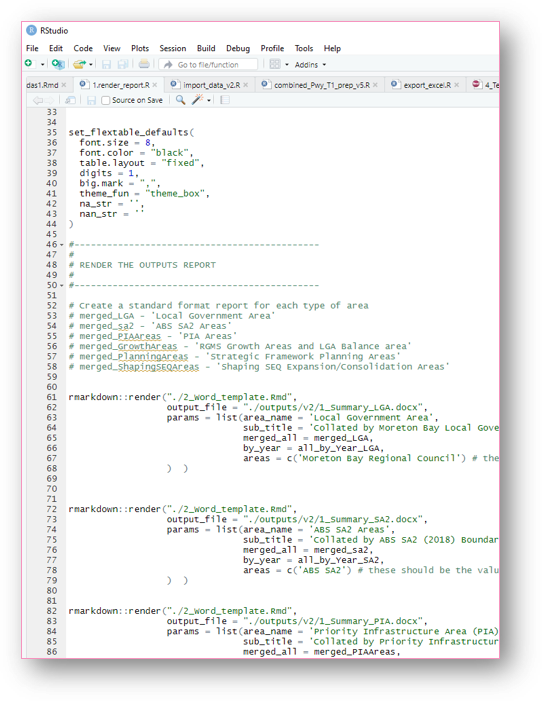 RStudio
File Edit Code View Plots Session Build Debug Profile Tools Help
Go to file/function Addins
das1.Rmd 1.render_report.R import_data_v2.R combined_Pwy_T1_prep_v5.R export_excel.R 4_Te
Source on Save
33
34
35 set_flextable_defaults(
36 font.size = 8,
37 font.color = "black",
38 table.layout = "fixed",
39 digits = 1,
40 big.mark = ",",
41 theme_fun = "theme_box",
42 na_str = '',
43 nan_str = ''
44 )
45
46 #---------------------------------------------
47 #
48 # RENDER THE OUTPUTS REPORT
49 #
50 #---------------------------------------------
51
52 # Create a standard format report for each type of area
53 # merged_LGA - 'Local Government Area'
54 # merged_sa2 - 'ABS SA2 Areas'
55 # merged_PIAAreas - 'PIA Areas'
56 # merged_GrowthAreas - 'RGMS Growth Areas and LGA Balance area'
57 # merged_PlanningAreas - 'Strategic Framework Planning Areas'
58 # merged_ShapingSEQAreas - 'Shaping SEQ Expansion/Consolidation Areas'
59
60
61 rmarkdown::render("./2_Word_template.Rmd",
62 output_file = "./outputs/v2/1_Summary_LGA.docx",
63 params = list(area_name = 'Local Government Area',
64 sub_title = 'Collated by Moreton Bay Local Gove
65 merged_all = merged_LGA,
66 by_year = all_by_Year_LGA,
67 areas = c('Moreton Bay Regional Council') # the
68 ) )
69
70
71
72 rmarkdown::render("./2_Word_template.Rmd",
73 output_file = "./outputs/v2/1_Summary_SA2.docx",
74 params = list(area_name = 'ABS SA2 Areas',
75 sub_title = 'Collated by ABS SA2 (2018) Boundar
76 merged_all = merged_sa2,
77 by_year = all_by_Year_SA2,
78 areas = c('ABS SA2') # these should be the valu
79 ) )
80
81
82 rmarkdown::render("./2_Word_template.Rmd",
83 output_file = "./outputs/v2/1_Summary_PIA.docx",
84 params = list(area_name = 'Priority Infrastructure Area (PIA)
85 sub_title = 'Collated by Priority Infrastructur
86 merged_all = merged_PIAAreas,